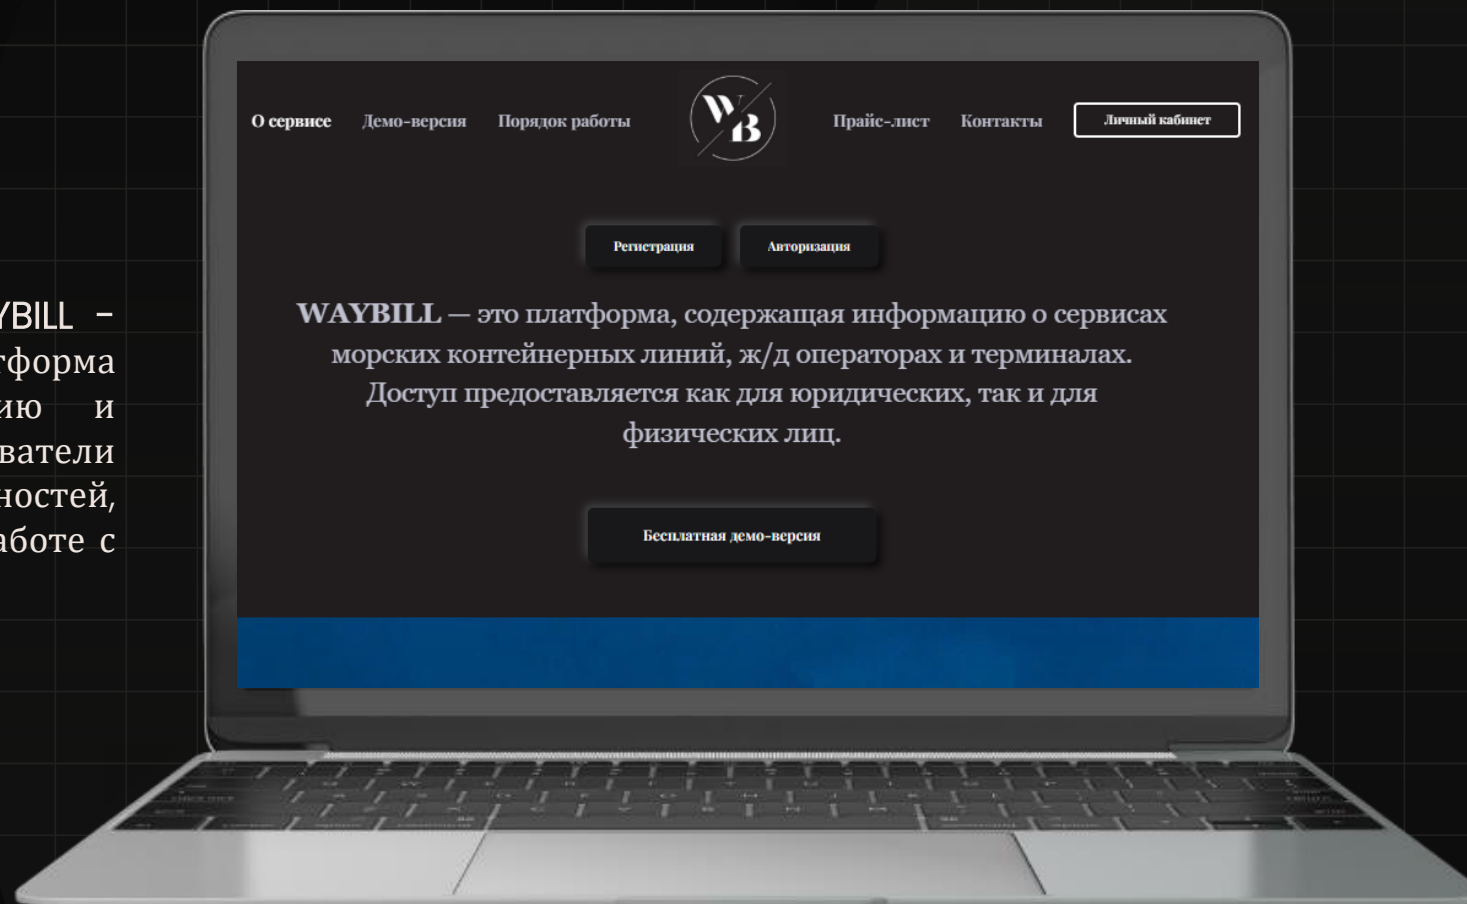 О сервисе Демо-версия Порядок работы WB Прайс-лист Контакты Личный кабинет
Регистрация Авторизация
WAYBILL — это платформа, содержащая информацию о сервисах
морских контейнерных линий, ж/д операторах и терминалах.
Доступ предоставляется как для юридических, так и для
физических лиц.
Бесплатная демо-версия
YBILL –
тформа
ию и
ватели
ностей,
аботе с